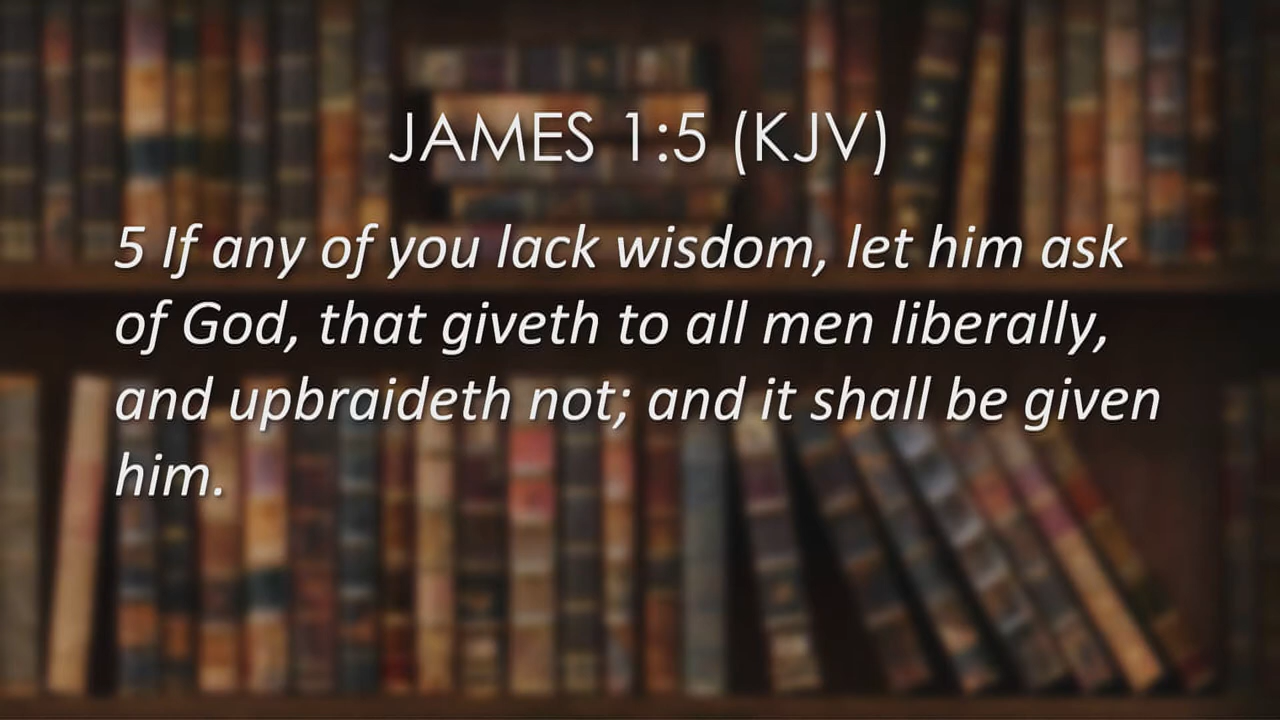 JAMES 1:5 (KJV)
5 If any of you lack wisdom, let him ask
of God, that giveth to all men liberally,
and upbraideth not; and it shall be given
him.